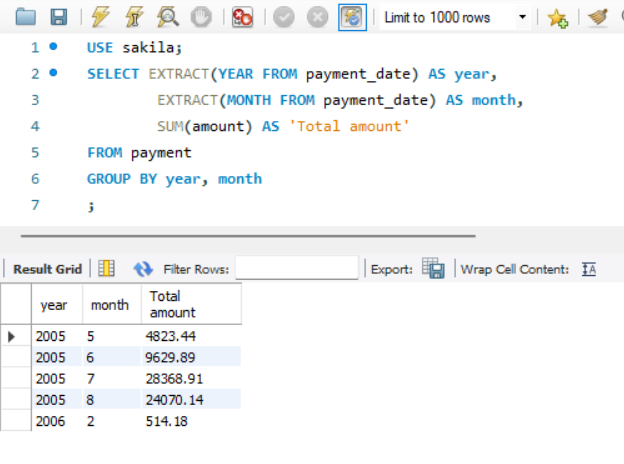 Limit to 1000 rows
1 USE sakila;
2 SELECT EXTRACT(YEAR FROM payment_date) AS year,
3 EXTRACT(MONTH FROM payment_date) AS month,
4 SUM(amount) AS 'Total amount'
5 FROM payment
6 GROUP BY year, month
7 ;
Result Grid Filter Rows: Export: Wrap Cell Content: IA
year month Total
amount
2005 5 4823.44
2005 6 9629.89
2005 7 28368.91
2005 8 24070.14
2006 2 514.18